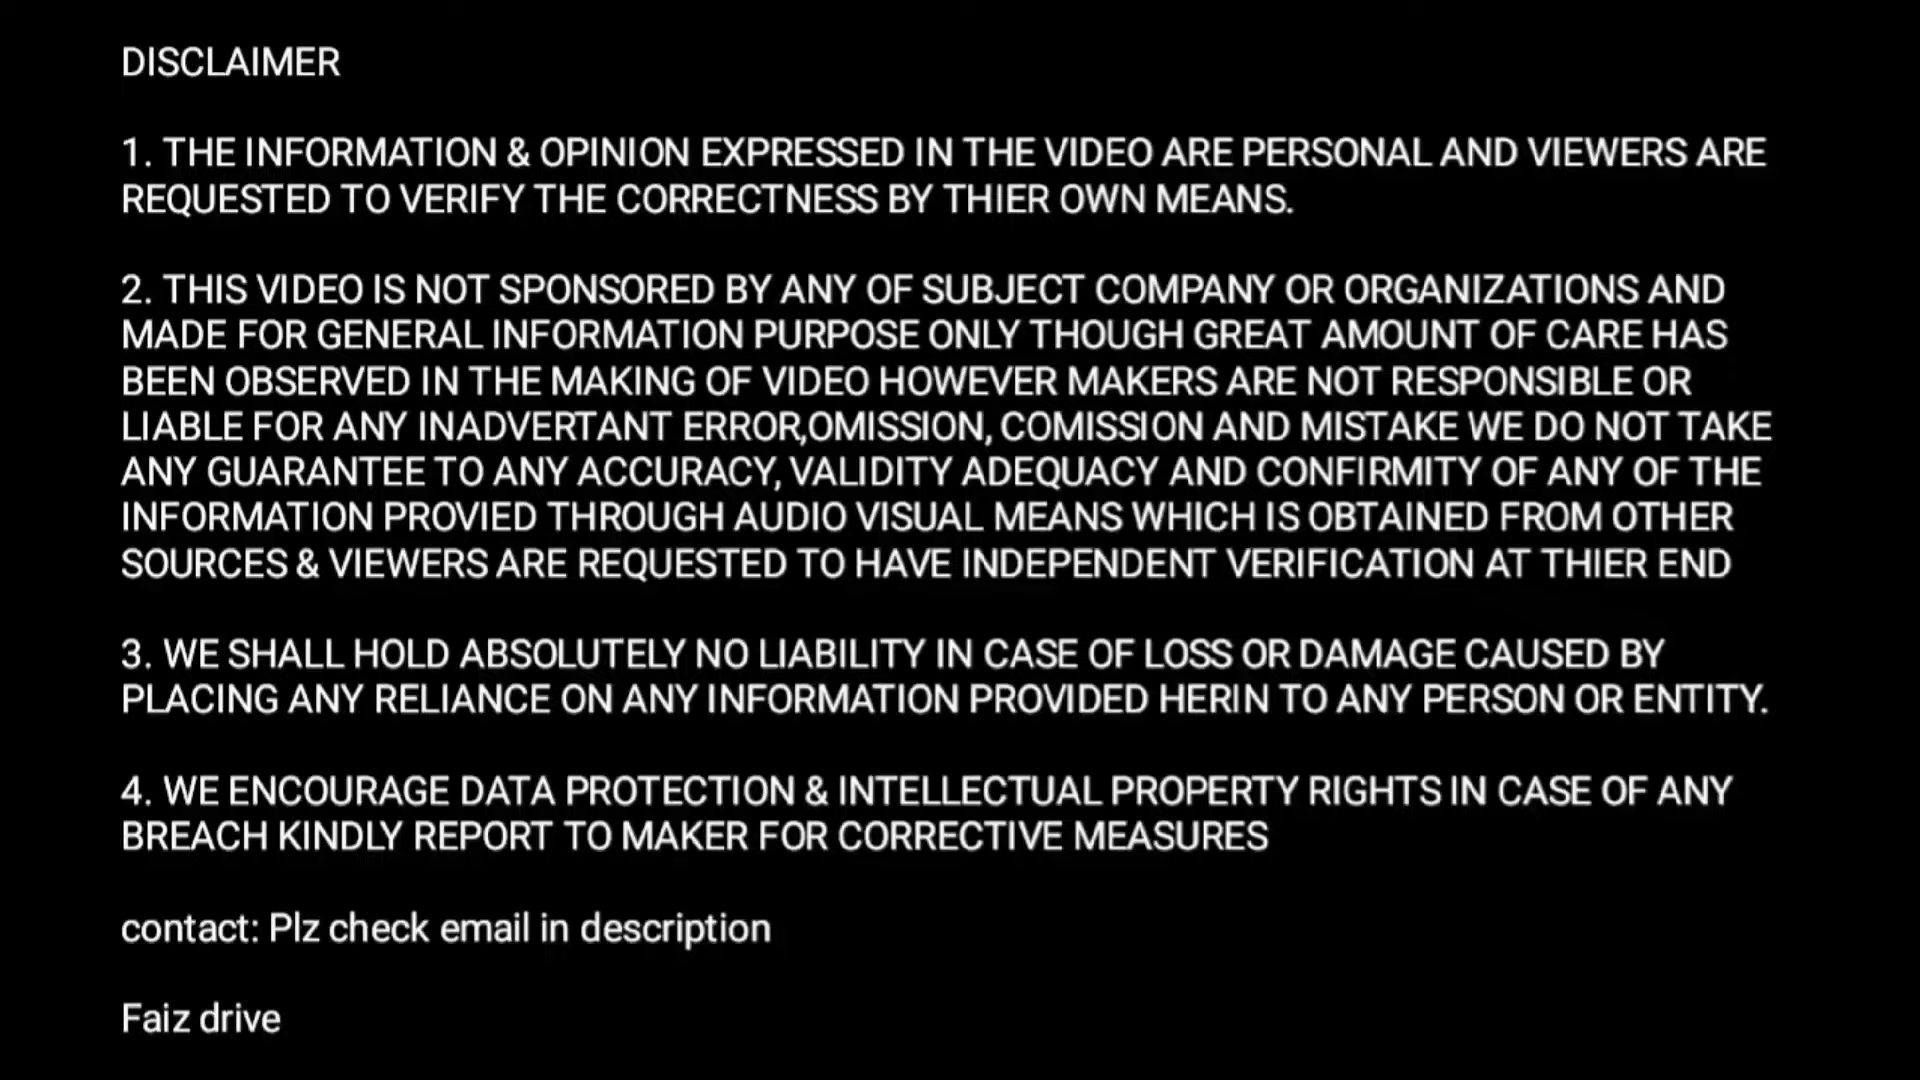 DISCLAIMER
1. THE INFORMATION & OPINION EXPRESSED IN THE VIDEO ARE PERSONAL AND VIEWERS ARE
REQUESTED TO VERIFY THE CORRECTNESS BY THIER OWN MEANS.
2. THIS VIDEO IS NOT SPONSORED BY ANY OF SUBJECT COMPANY OR ORGANIZATIONS AND
MADE FOR GENERAL INFORMATION PURPOSE ONLY THOUGH GREAT AMOUNT OF CARE HAS
BEEN OBSERVED IN THE MAKING OF VIDEO HOWEVER MAKERS ARE NOT RESPONSIBLE OR
LIABLE FOR ANY INADVERTANT ERROR,OMISSION, COMISSION AND MISTAKE WE DO NOT TAKE
ANY GUARANTEE TO ANY ACCURACY, VALIDITY ADEQUACY AND CONFIRMITY OF ANY OF THE
INFORMATION PROVIED THROUGH AUDIO VISUAL MEANS WHICH IS OBTAINED FROM OTHER
SOURCES & VIEWERS ARE REQUESTED TO HAVE INDEPENDENT VERIFICATION AT THIER END
3. WE SHALL HOLD ABSOLUTELY NO LIABILITY IN CASE OF LOSS OR DAMAGE CAUSED BY
PLACING ANY RELIANCE ON ANY INFORMATION PROVIDED HERIN TO ANY PERSON OR ENTITY.
4. WE ENCOURAGE DATA PROTECTION & INTELLECTUAL PROPERTY RIGHTS IN CASE OF ANY
BREACH KINDLY REPORT TO MAKER FOR CORRECTIVE MEASURES
contact: Plz check email in description
Faiz drive